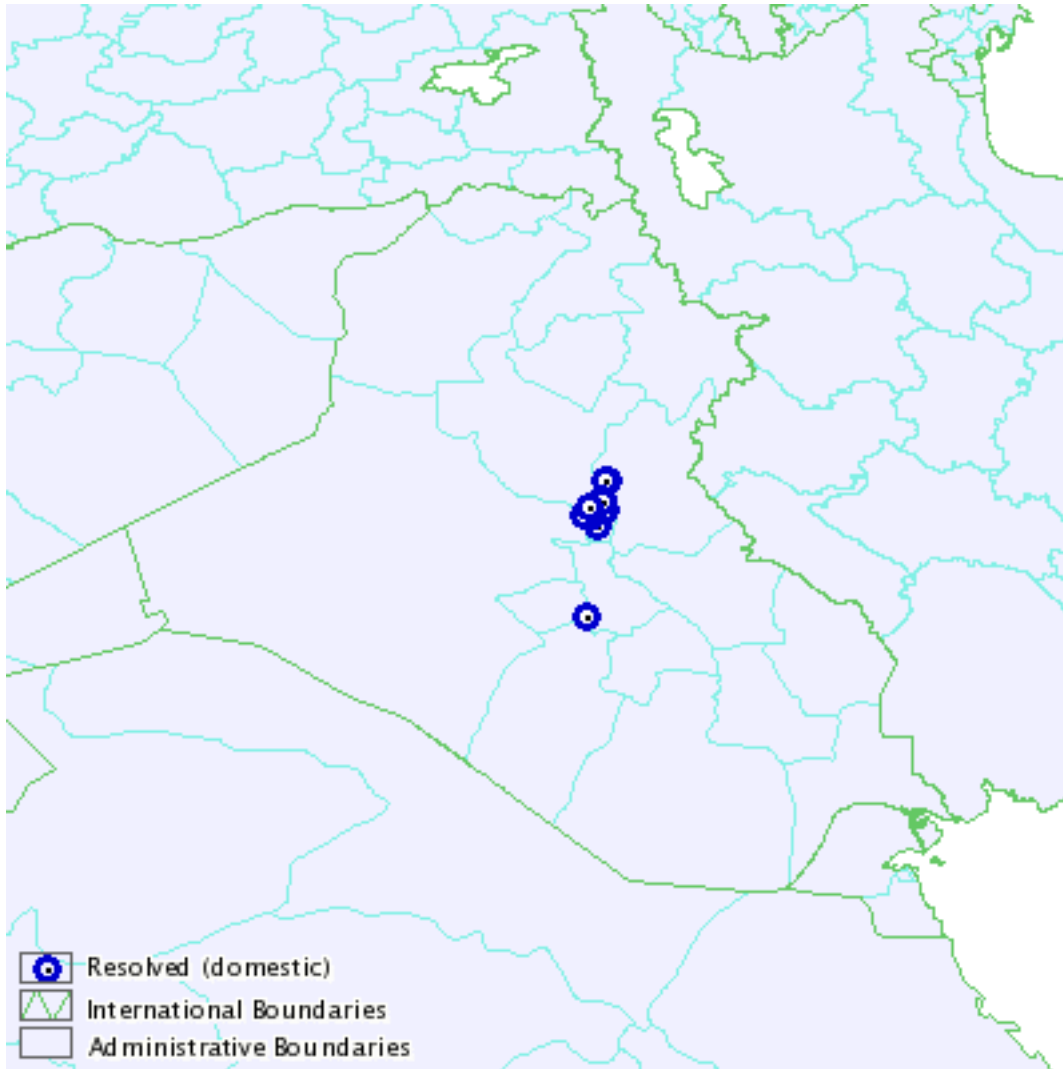 Resolved (domestic)
International Boundaries
Administrative Boundaries